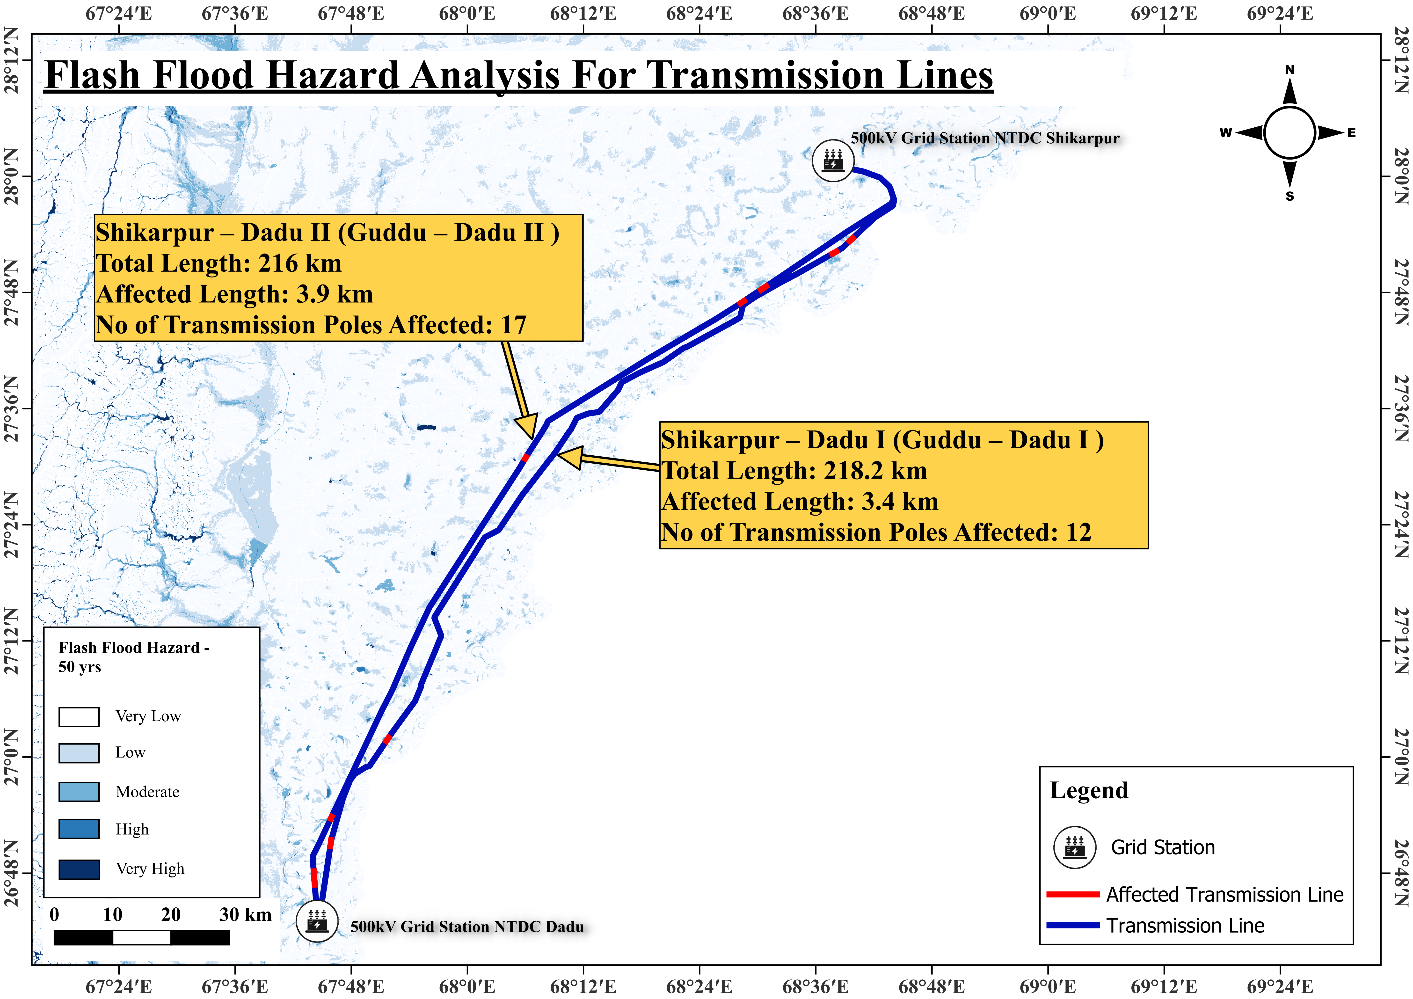 67°24′E 67°36′E 67°48′E 68°0′E 68°12′E 68°24′E 68°36′E 68°48′E 69°0′E 69°12′E 69°24′E
Flash Flood Hazard Analysis For Transmission Lines
N
W E
S
500kV Grid Station NTDC Shikarpur
Shikarpur – Dadu II (Guddu – Dadu II )
Total Length: 216 km
Affected Length: 3.9 km
No of Transmission Poles Affected: 17
Shikarpur – Dadu I (Guddu – Dadu I )
Total Length: 218.2 km
Affected Length: 3.4 km
No of Transmission Poles Affected: 12
28°12′N
28°0′N
27°48′N
27°36′N
27°24′N
27°12′N
27°0′N
26°48′N
28°12′N
28°0′N
27°48′N
27°36′N
27°24′N
27°12′N
27°0′N
26°48′N
Flash Flood Hazard -
50 yrs
Very Low
Low
Moderate
High
Very High
0 10 20 30 km
500kV Grid Station NTDC Dadu
Legend
Grid Station
Affected Transmission Line
Transmission Line
67°24′E 67°36′E 67°48′E 68°0′E 68°12′E 68°24′E 68°36′E 68°48′E 69°0′E 69°12′E 69°24′E